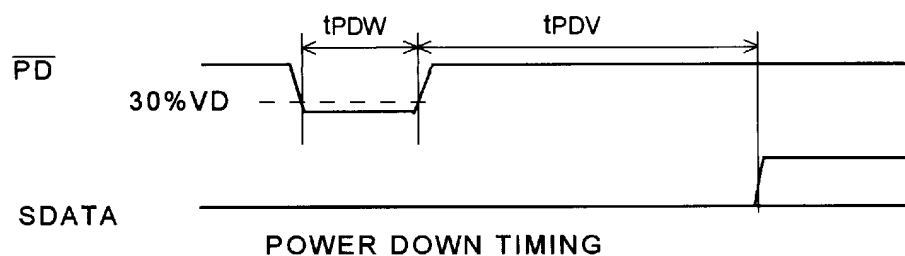 tPDW
tPDV
PD
30%VD
SDATA
POWER DOWN TIMING